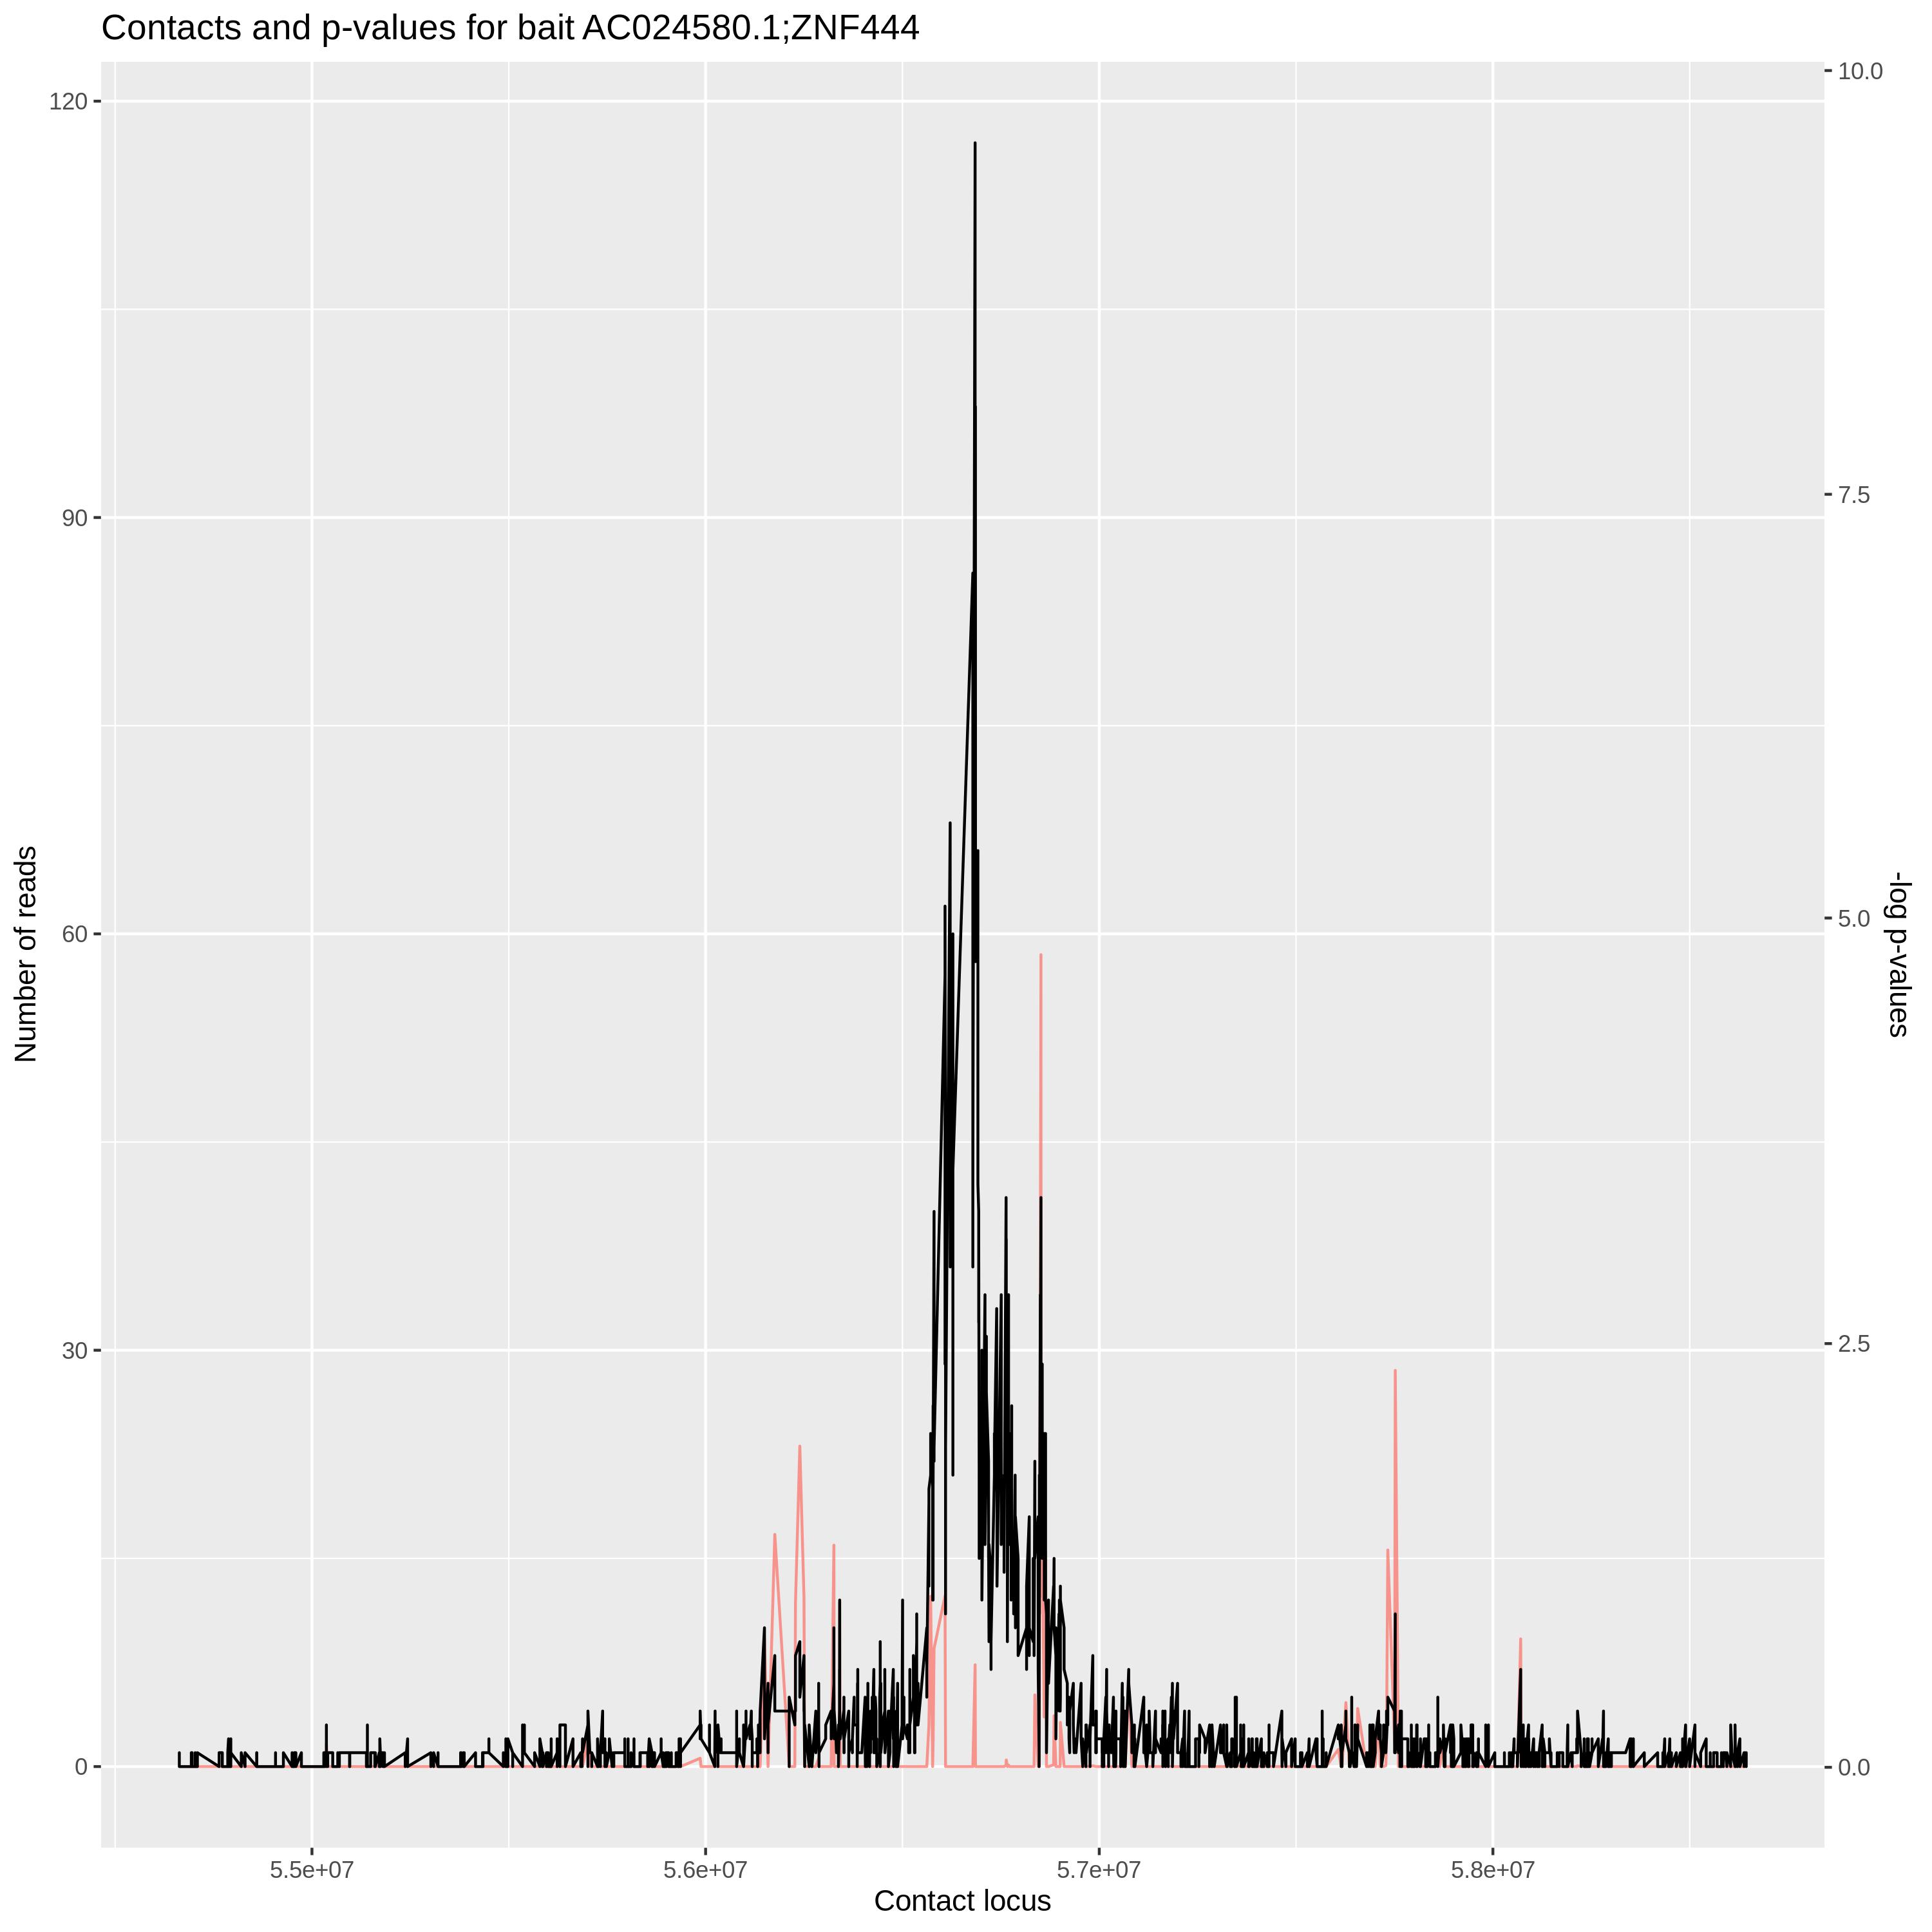 Contacts and p-values for bait AC024580.1;ZNF444
120
90
60
30
0
Number of reads
10.0
7.5
5.0
2.5
0.0
-log p-values
5.5e+07
5.6e+07
5.7e+07
5.8e+07
Contact locus